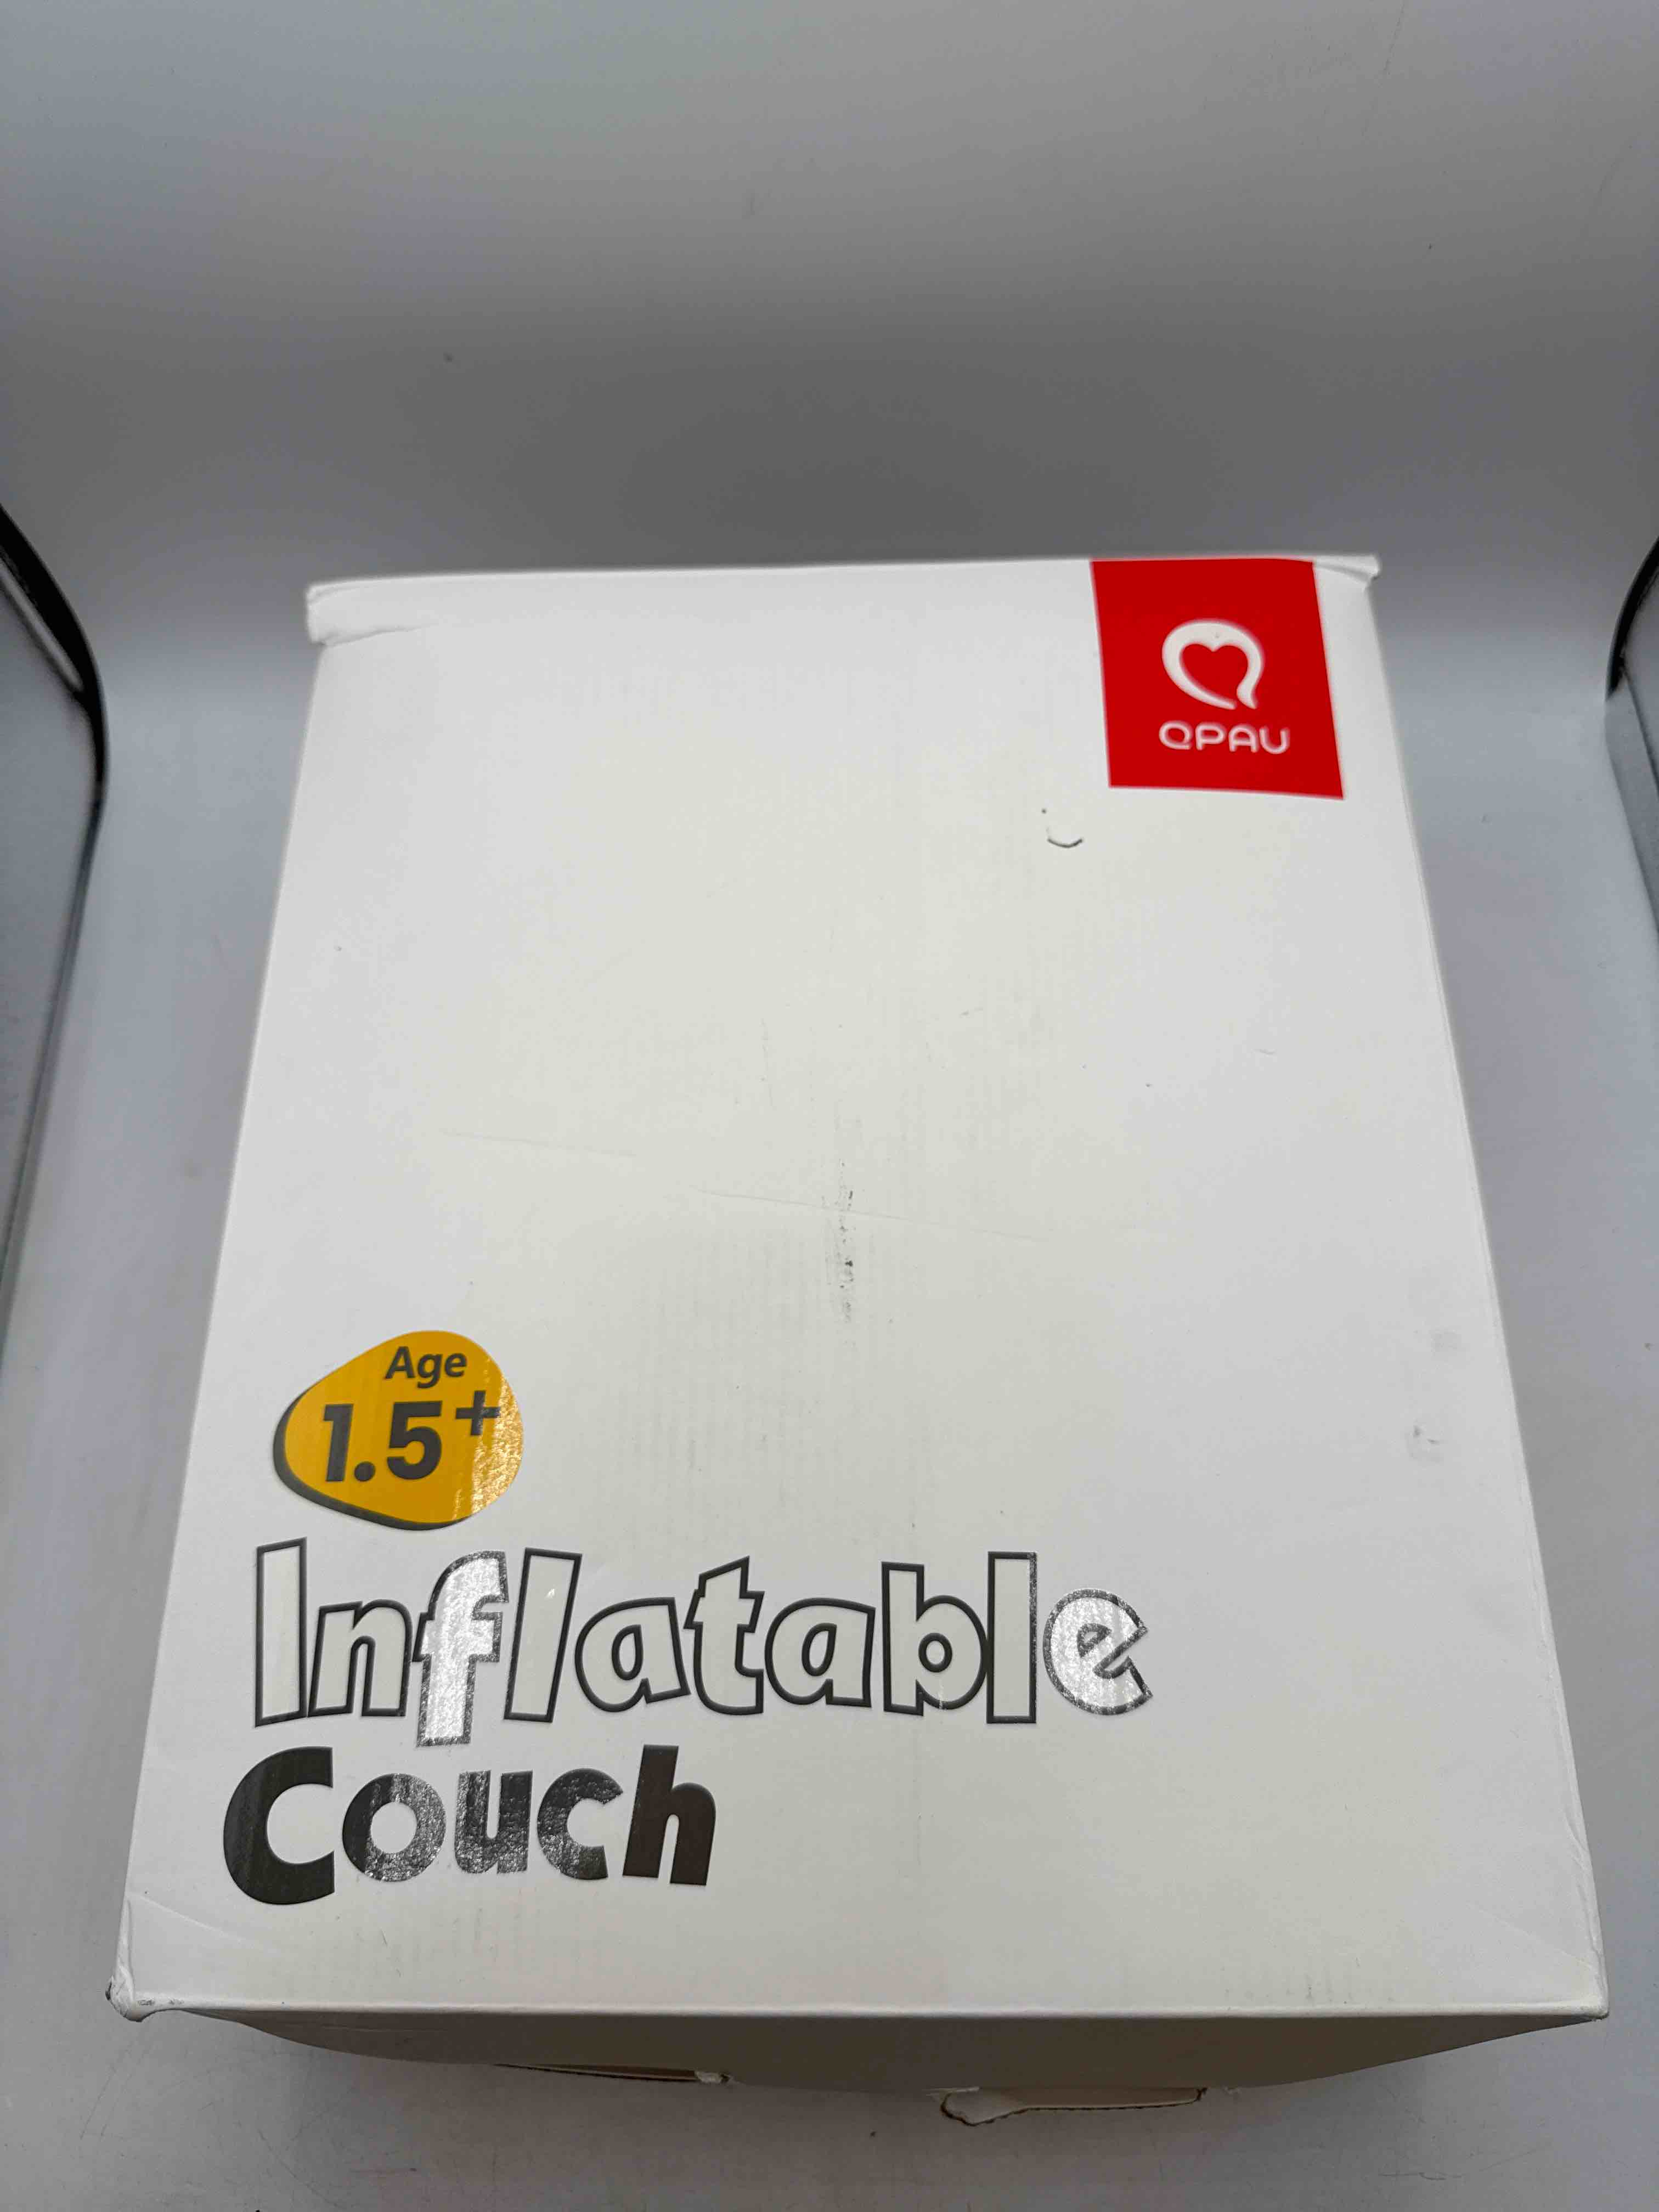 QPAU
Age
1.5+
Inflatable
Couch